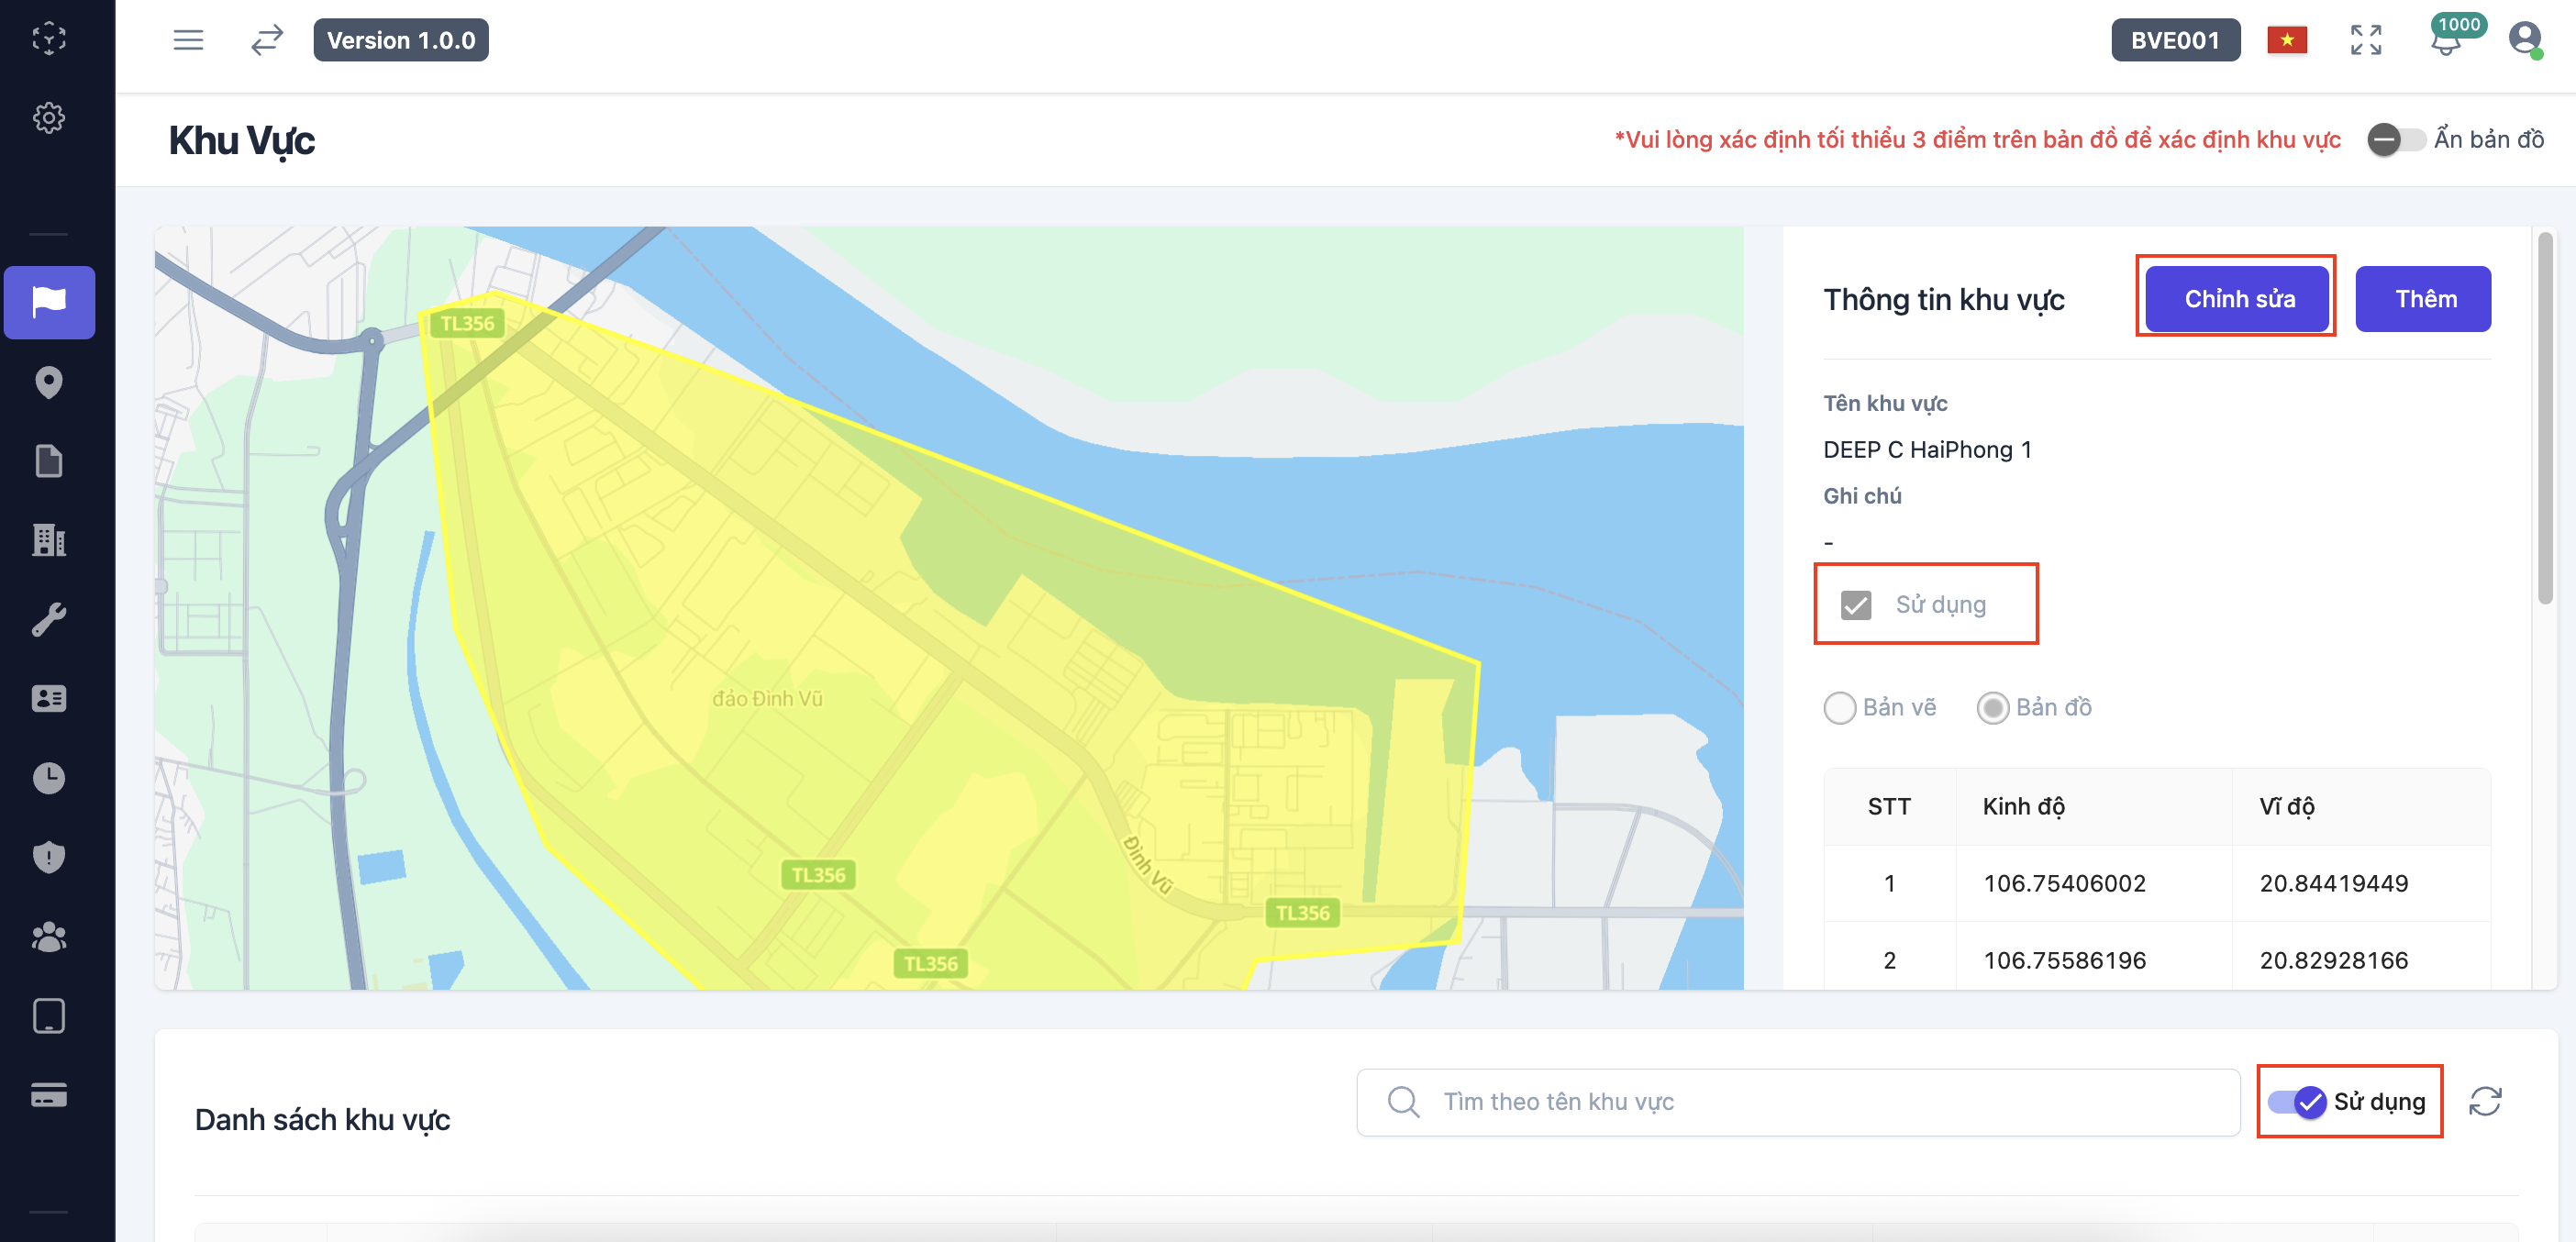 Version 1.0.0
BVE001
1000
Khu Vực
*Vui lòng xác định tối thiểu 3 điểm trên bản đồ để xác định khu vực
Ẩn bản đồ
TL356
đảo Đình Vũ
Đình Vũ
TL356
TL356
TL356
Thông tin khu vực
Chỉnh sửa
Thêm
Tên khu vực
DEEP C HaiPhong 1
Ghi chú
-
Sử dụng
Bản vẽ
Bản đồ
STT Kinh độ Vĩ độ
1 106.75406002 20.84419449
2 106.75586196 20.82928166
Danh sách khu vực
Tìm theo tên khu vực
Sử dụng